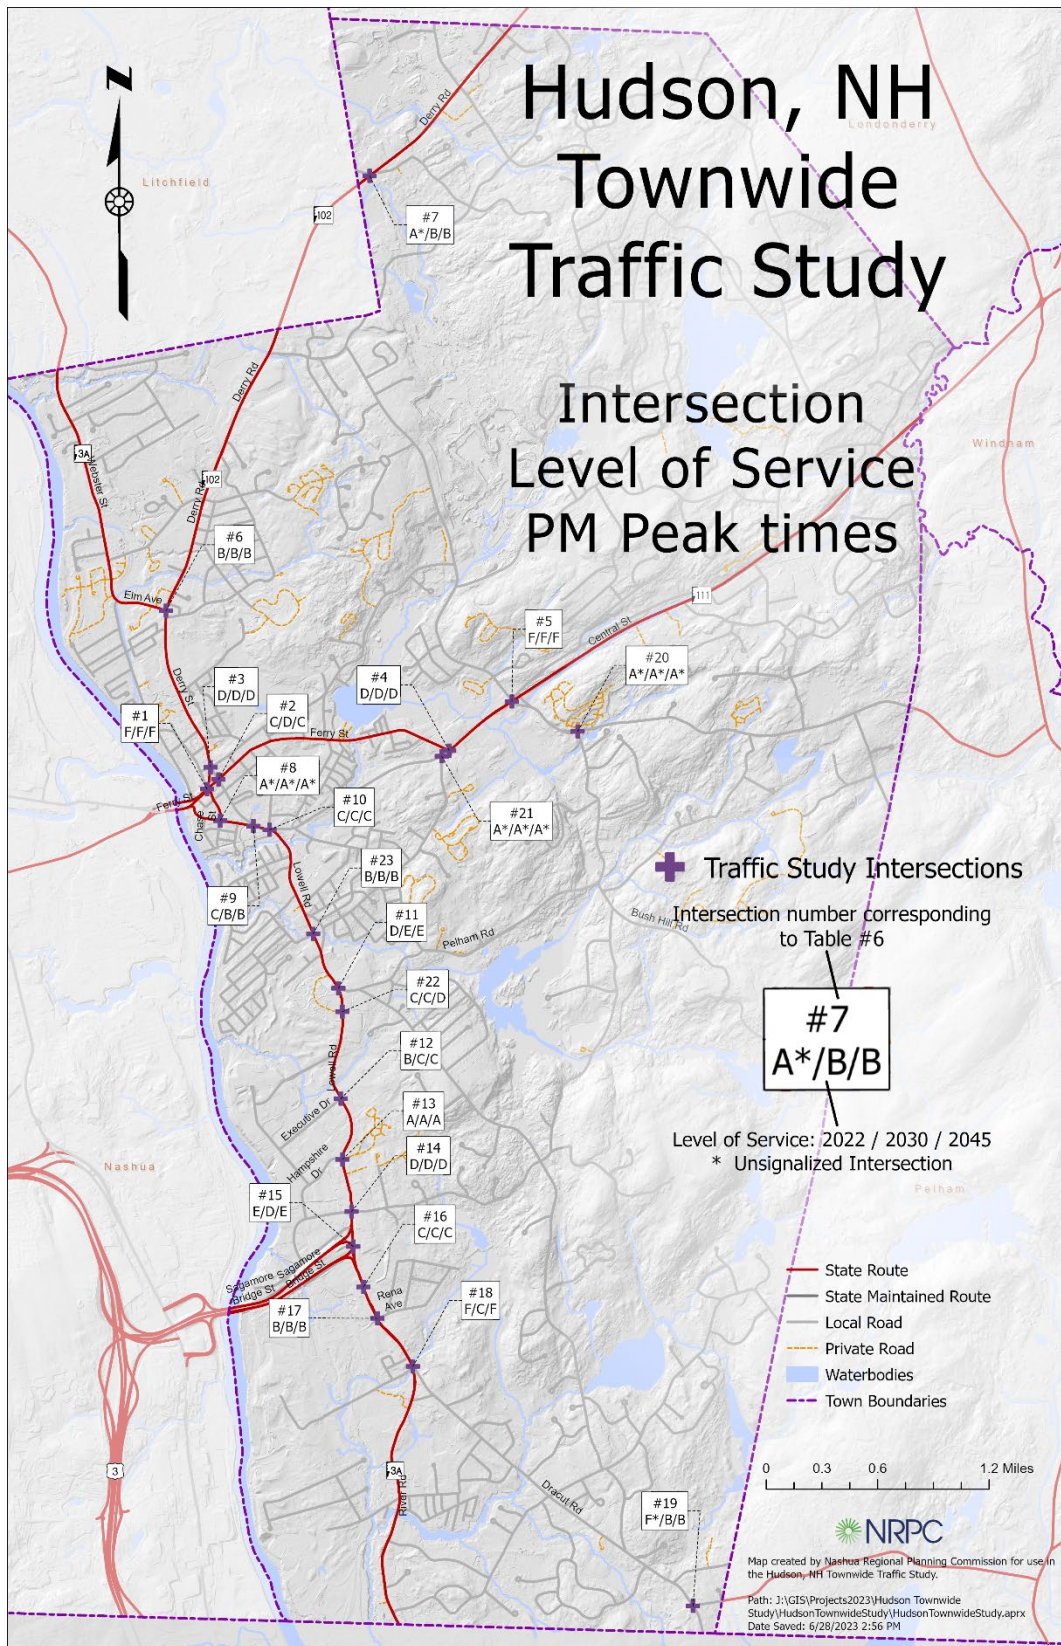 Hudson, NH
Townwide
Traffic Study
Intersection
Level of Service
PM Peak times
N
Londonderry
Litchfield
Windham
Nashua
Pelham
Derry Rd
102
#7
A*/B/B
Derry Rd
3A
Webster St
102
Derry Rd
#6
B/B/B
Elm Ave
111
Central St
#5
F/F/F
#20
A*/A*/A*
Derry St
#3
D/D/D
#4
D/D/D
#2
C/D/C
#1
F/F/F
Ferry St
#8
A*/A*/A*
Ferry St
Chase
St
#10
C/C/C
#21
A*/A*/A*
Lowell Rd
#23
B/B/B
#9
C/B/B
#11
D/E/E
Pelham Rd
Bush Hill Rd
#22
C/C/D
#12
B/C/C
Lowell Rd
Executive Dr
#13
A/A/A
Hampshire
Dr
#14
D/D/D
#15
E/D/E
#16
C/C/C
Sagamore
Bridge St
Sagamore
Bridge St
Rena
Ave
#17
B/B/B
#18
F/C/F
3
3A
River Rd
Dracut Rd
#19
F*/B/B
Traffic Study Intersections
Intersection number corresponding
to Table #6
#7
A*/B/B
Level of Service: 2022 / 2030 / 2045
* Unsignalized Intersection
State Route
State Maintained Route
Local Road
Private Road
Waterbodies
Town Boundaries
0 0.3 0.6 1.2 Miles
NRPC
Map created by Nashua Regional Planning Commission for use in
the Hudson, NH Townwide Traffic Study.
Path: J:\GIS\Projects2023\Hudson Townwide
Study\HudsonTownwideStudy\HudsonTownwideStudy.aprx
Date Saved: 6/28/2023 2:56 PM